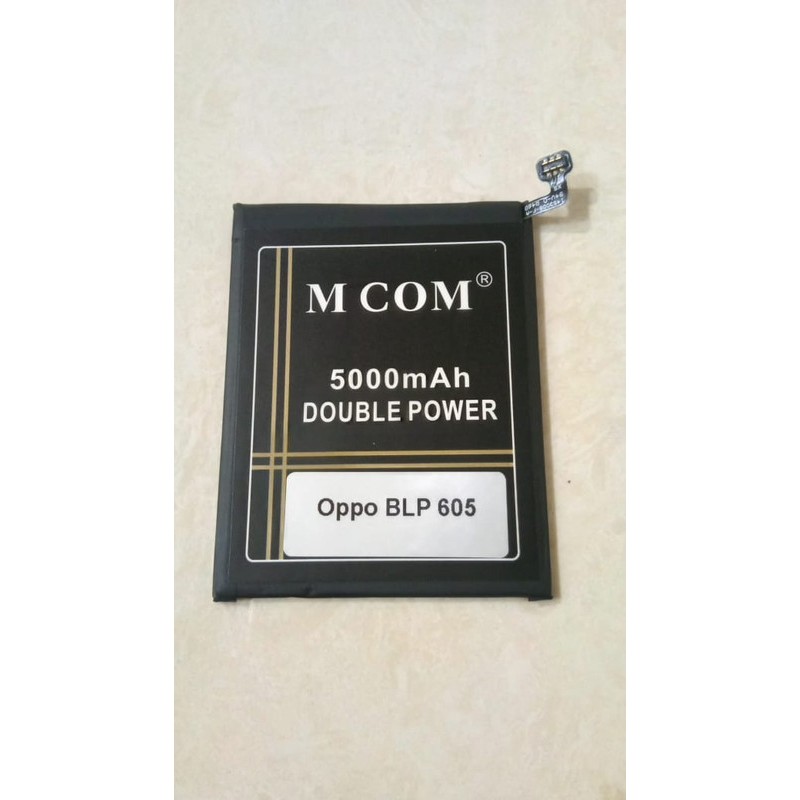 M COM®
5000mAh
DOUBLE POWER
Oppo BLP 605